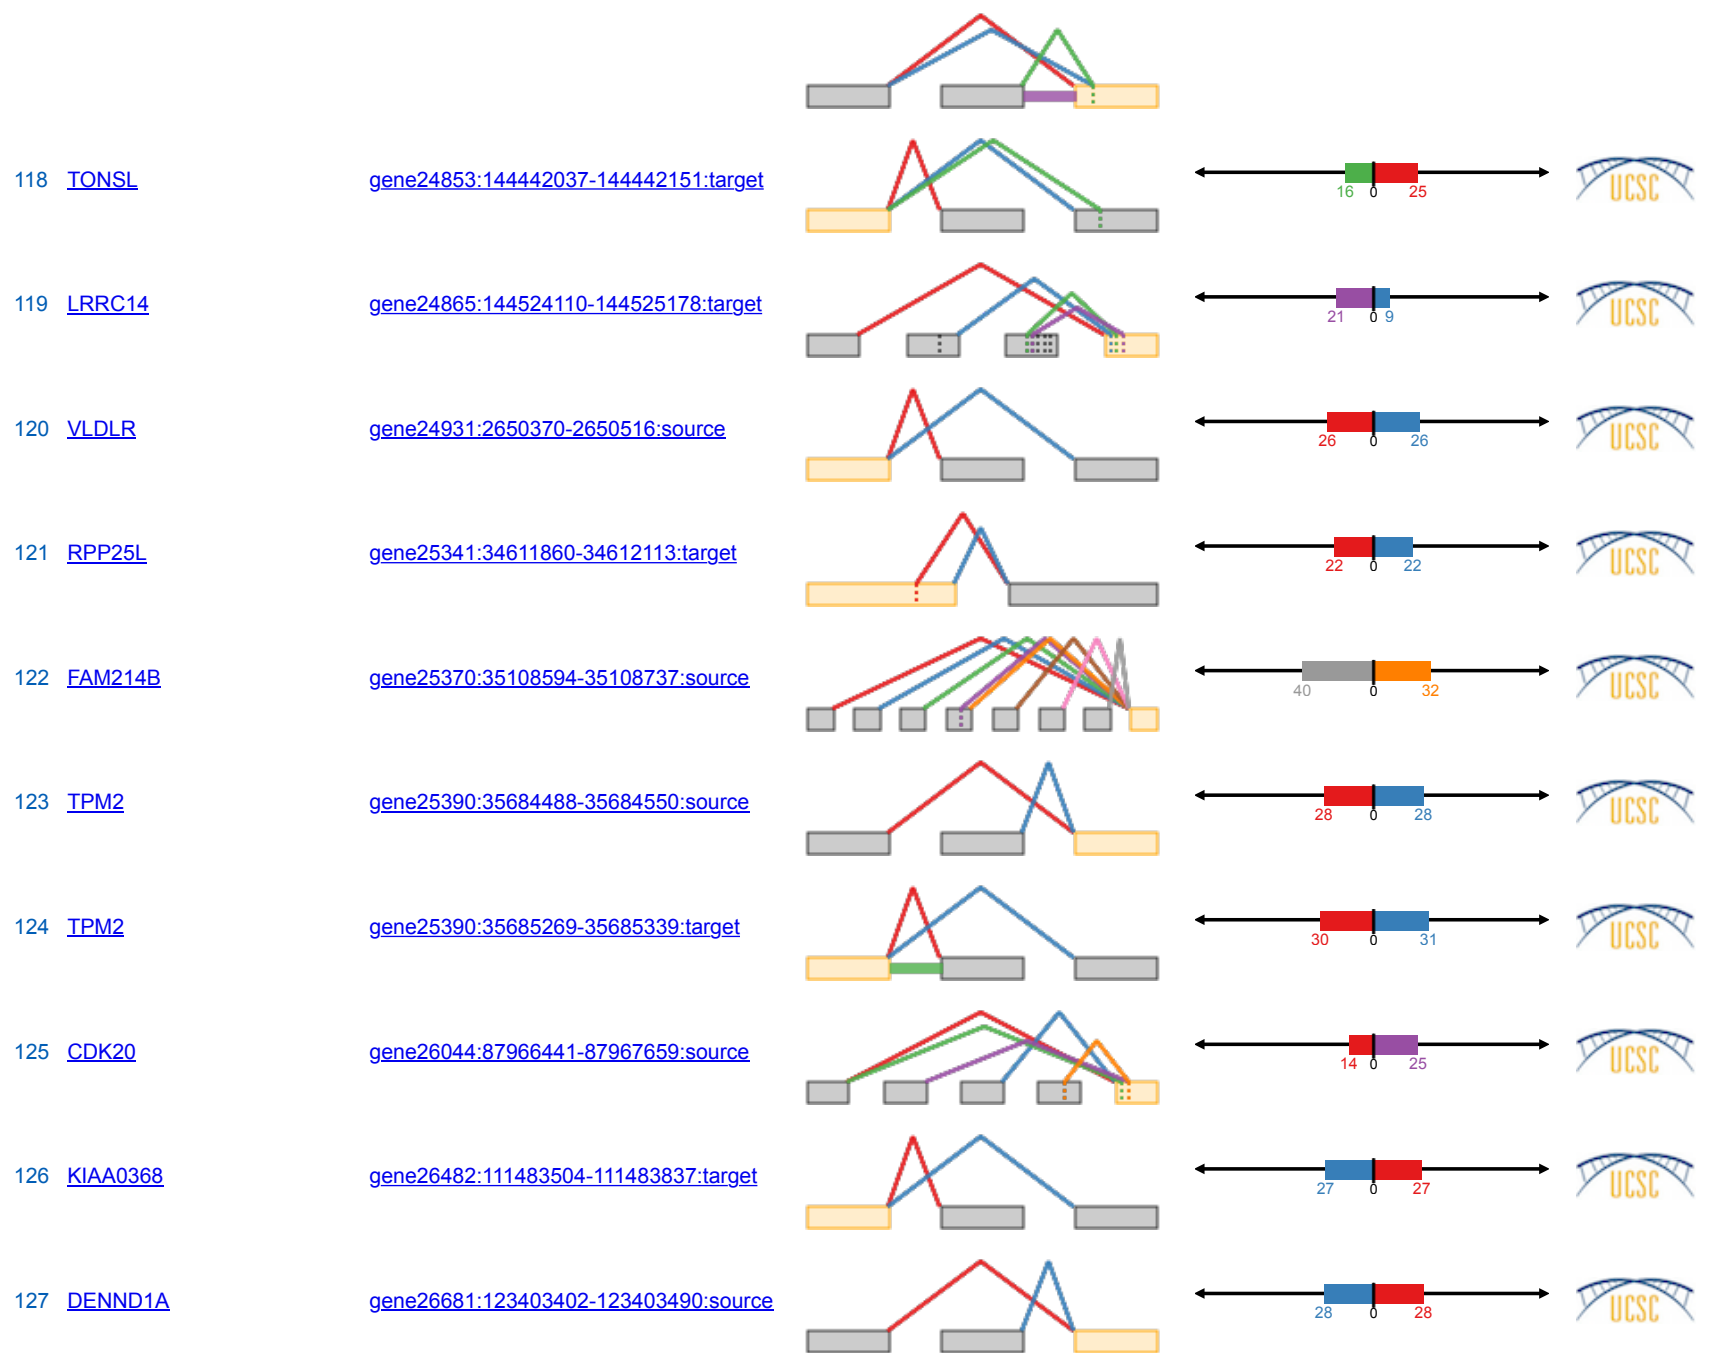 118 TONSL gene24853:144442037-144442151:target 16 0 25 UCSC
119 LRRC14 gene24865:144524110-144525178:target 21 0 9 UCSC
120 VLDLR gene24931:2650370-2650516:source 26 0 26 UCSC
121 RPP25L gene25341:34611860-34612113:target 22 0 22 UCSC
122 FAM214B gene25370:35108594-35108737:source 40 0 32 UCSC
123 TPM2 gene25390:35684488-35684550:source 28 0 28 UCSC
124 TPM2 gene25390:35685269-35685339:target 30 0 31 UCSC
125 CDK20 gene26044:87966441-87967659:source 14 0 25 UCSC
126 KIAA0368 gene26482:111483504-111483837:target 27 0 27 UCSC
127 DENND1A gene26681:123403402-123403490:source 28 0 28 UCSC